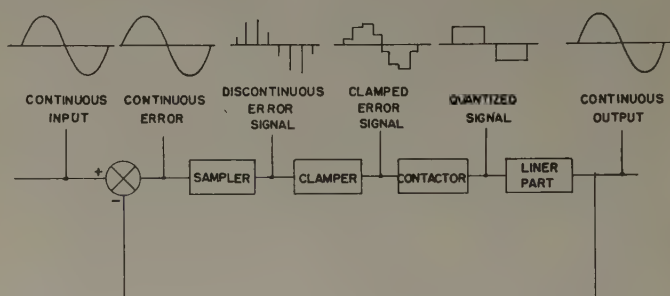 CONTINUOUS
INPUT
CONTINUOUS
ERROR
DISCONTINUOUS
ERROR
SIGNAL
CLAMPED
ERROR
SIGNAL
QUANTIZED
SIGNAL
CONTINUOUS
OUTPUT
+
-
SAMPLER
CLAMPER
CONTACTOR
LINER
PART